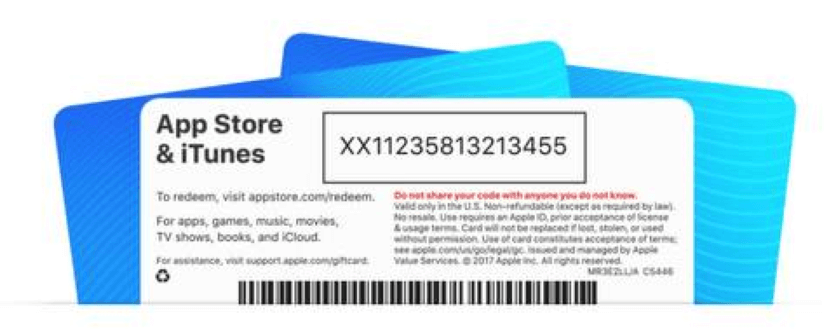 App Store
& iTunes
XX11235813213455
To redeem, visit appstore.com/redeem.
For apps, games, music, movies,
TV shows, books, and iCloud.
For assistance, visit support.apple.com/giftcard.
Do not share your code with anyone you do not know.
Valid only in the U.S. Non-refundable (except as required by law).
No resale. Use requires an Apple ID, prior acceptance of license
& usage terms. Card will not be replaced if lost, stolen, or used
without permission. Use of card constitutes acceptance of terms;
see apple.com/us/go/legal/gc. Issued and managed by Apple
Value Services. © 2017 Apple Inc. All rights reserved.
MR3E2LL/A C5446